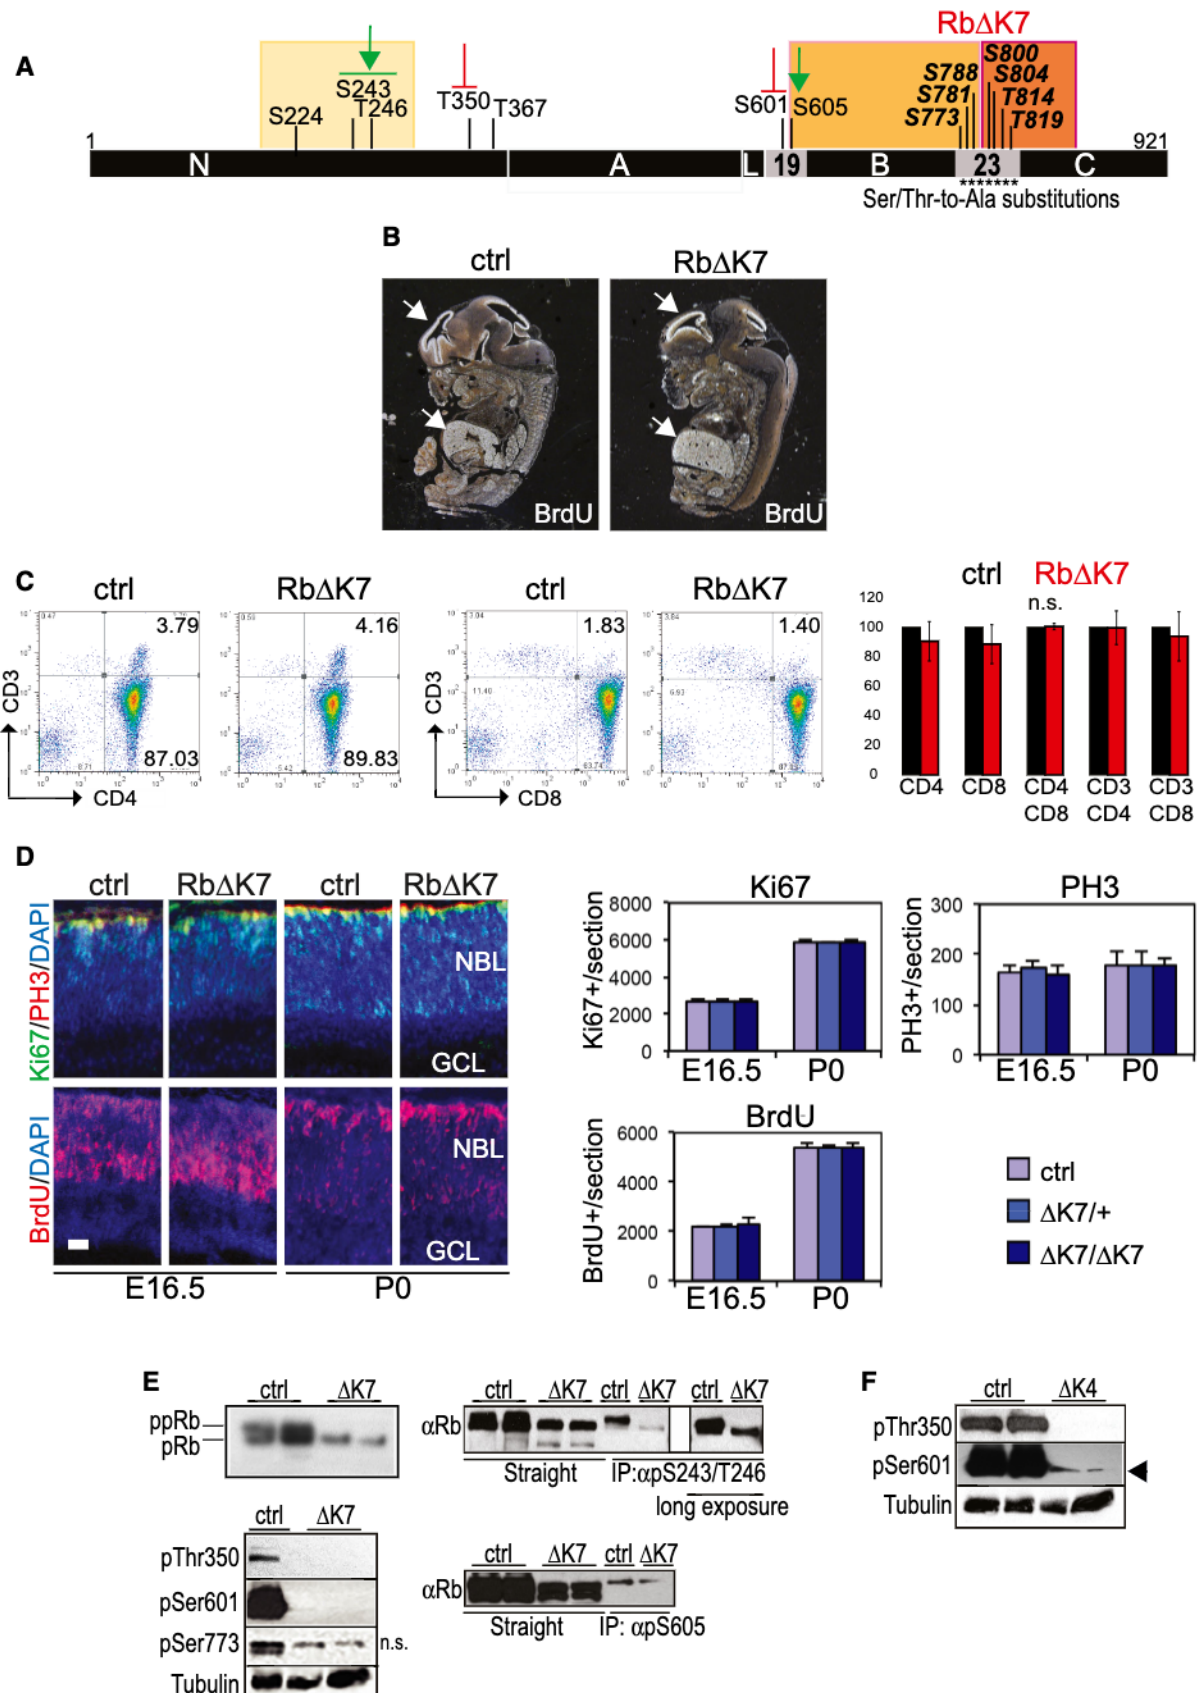 A
RbΔK7
S224
S243
T246
T350
T367
S601
S605
S773
S781
S788
S800
S804
T814
T819
1
921
N
A
L
19
B
23
C
*******
Ser/Thr-to-Ala substitutions
B
ctrl
RbΔK7
BrdU
BrdU
C
ctrl
RbΔK7
ctrl
RbΔK7
ctrl
RbΔK7
3.79
87.03
4.16
89.83
1.83
11.40
1.40
6.93
CD3
CD4
CD3
CD8
n.s.
120
100
80
60
40
20
0
CD4
CD8
CD4
CD8
CD3
CD4
CD3
CD8
D
ctrl
RbΔK7
ctrl
RbΔK7
Ki67/PH3/DAPI
NBL
GCL
BrdU/DAPI
NBL
GCL
E16.5
P0
Ki67
Ki67+/section
8000
6000
4000
2000
0
E16.5
P0
PH3
PH3+/section
300
200
100
0
E16.5
P0
BrdU
BrdU+/section
6000
4000
2000
0
E16.5
P0
ctrl
ΔK7/+
ΔK7/ΔK7
E
ctrl
ΔK7
ppRb
pRb
ctrl
ΔK7
pThr350
pSer601
pSer773
n.s.
Tubulin
ctrl
ΔK7
ctrl
ΔK7
ctrl
ΔK7
αRb
Straight
IP:αpS243/T246
long exposure
ctrl
ΔK7
ctrl
ΔK7
αRb
Straight
IP: αpS605
F
ctrl
ΔK4
pThr350
pSer601
Tubulin